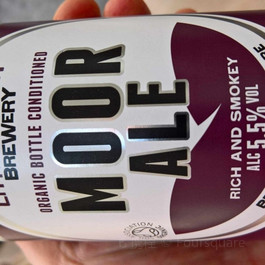 BREWERY
ORGANIC BOTTLE CONDITIONED
MOOR
ALE
RICH AND SMOKEY
ALC 5.5% VOL